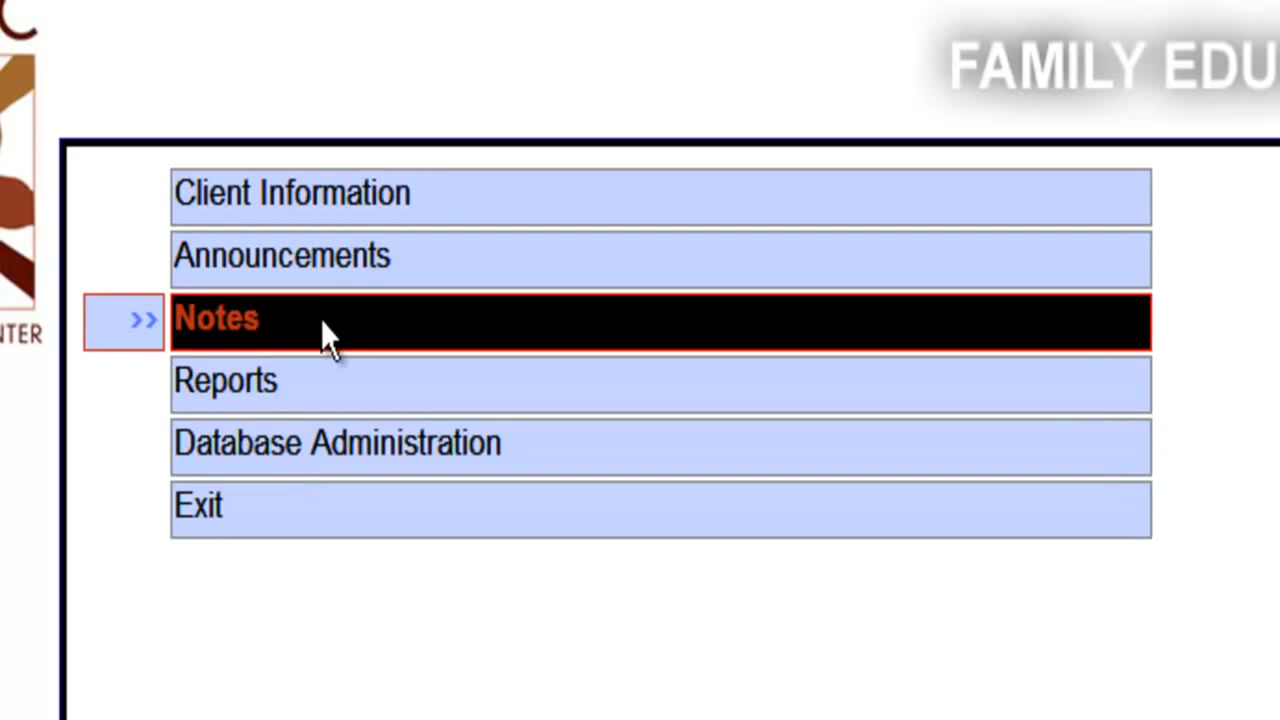 C
FAMILY EDU
Client Information
Announcements
>> Notes
Reports
Database Administration
Exit
NTER